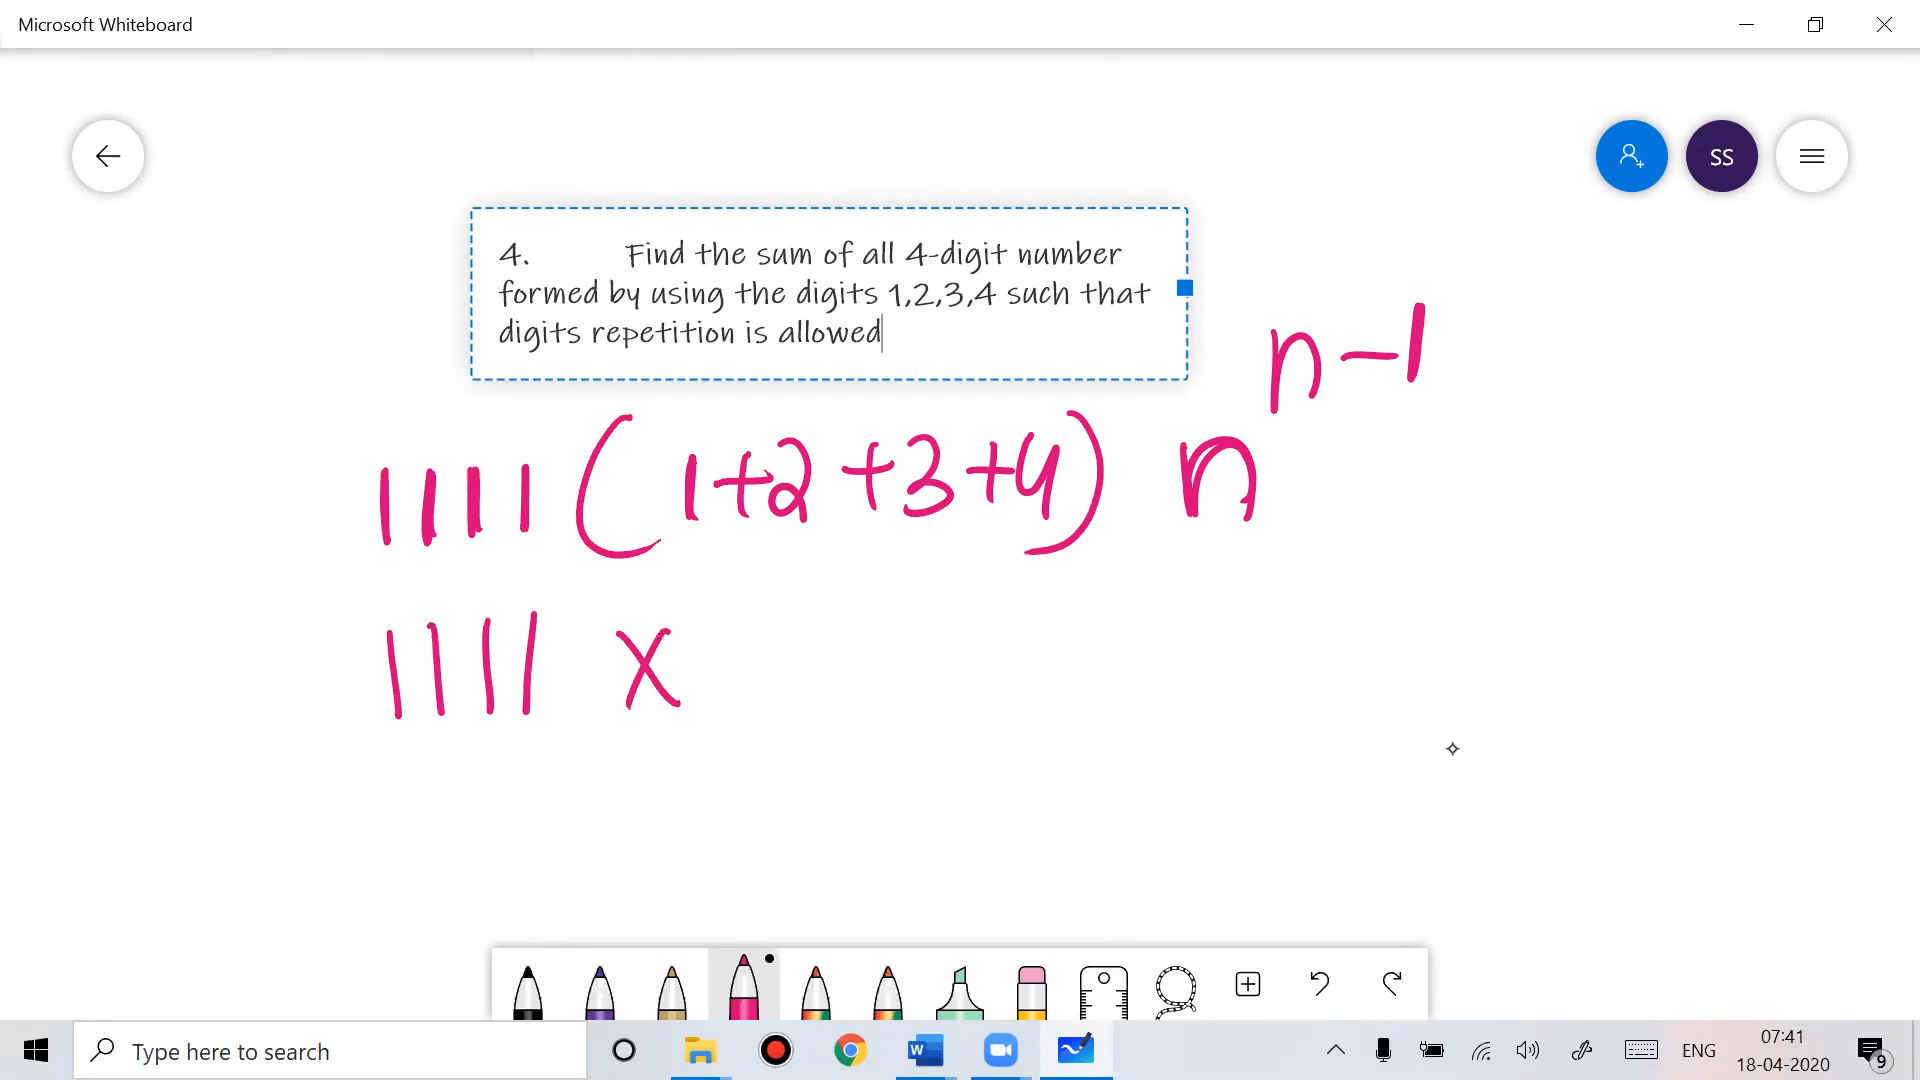 Microsoft Whiteboard
SS
4. Find the sum of all 4-digit number
formed by using the digits 1,2,3,4 such that
digits repetition is allowed
n-1
1111 (1+2+3+4) n
1111 x
Type here to search
W
ENG
07:41
18-04-2020
9